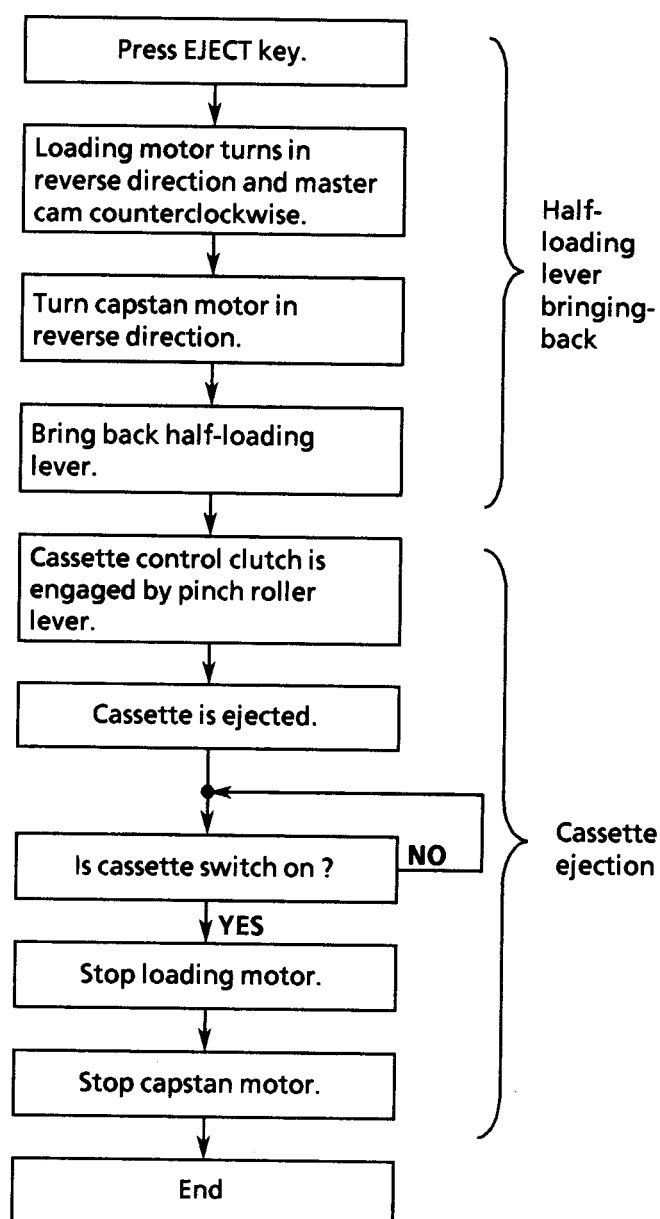 Press EJECT key.
Loading motor turns in
reverse direction and master
cam counterclockwise.
Turn capstan motor in
reverse direction.
Bring back half-loading
lever.
Half-
loading
lever
bringing-
back
Cassette control clutch is
engaged by pinch roller
lever.
Cassette is ejected.
Is cassette switch on ?
NO
YES
Stop loading motor.
Stop capstan motor.
Cassette
ejection
End